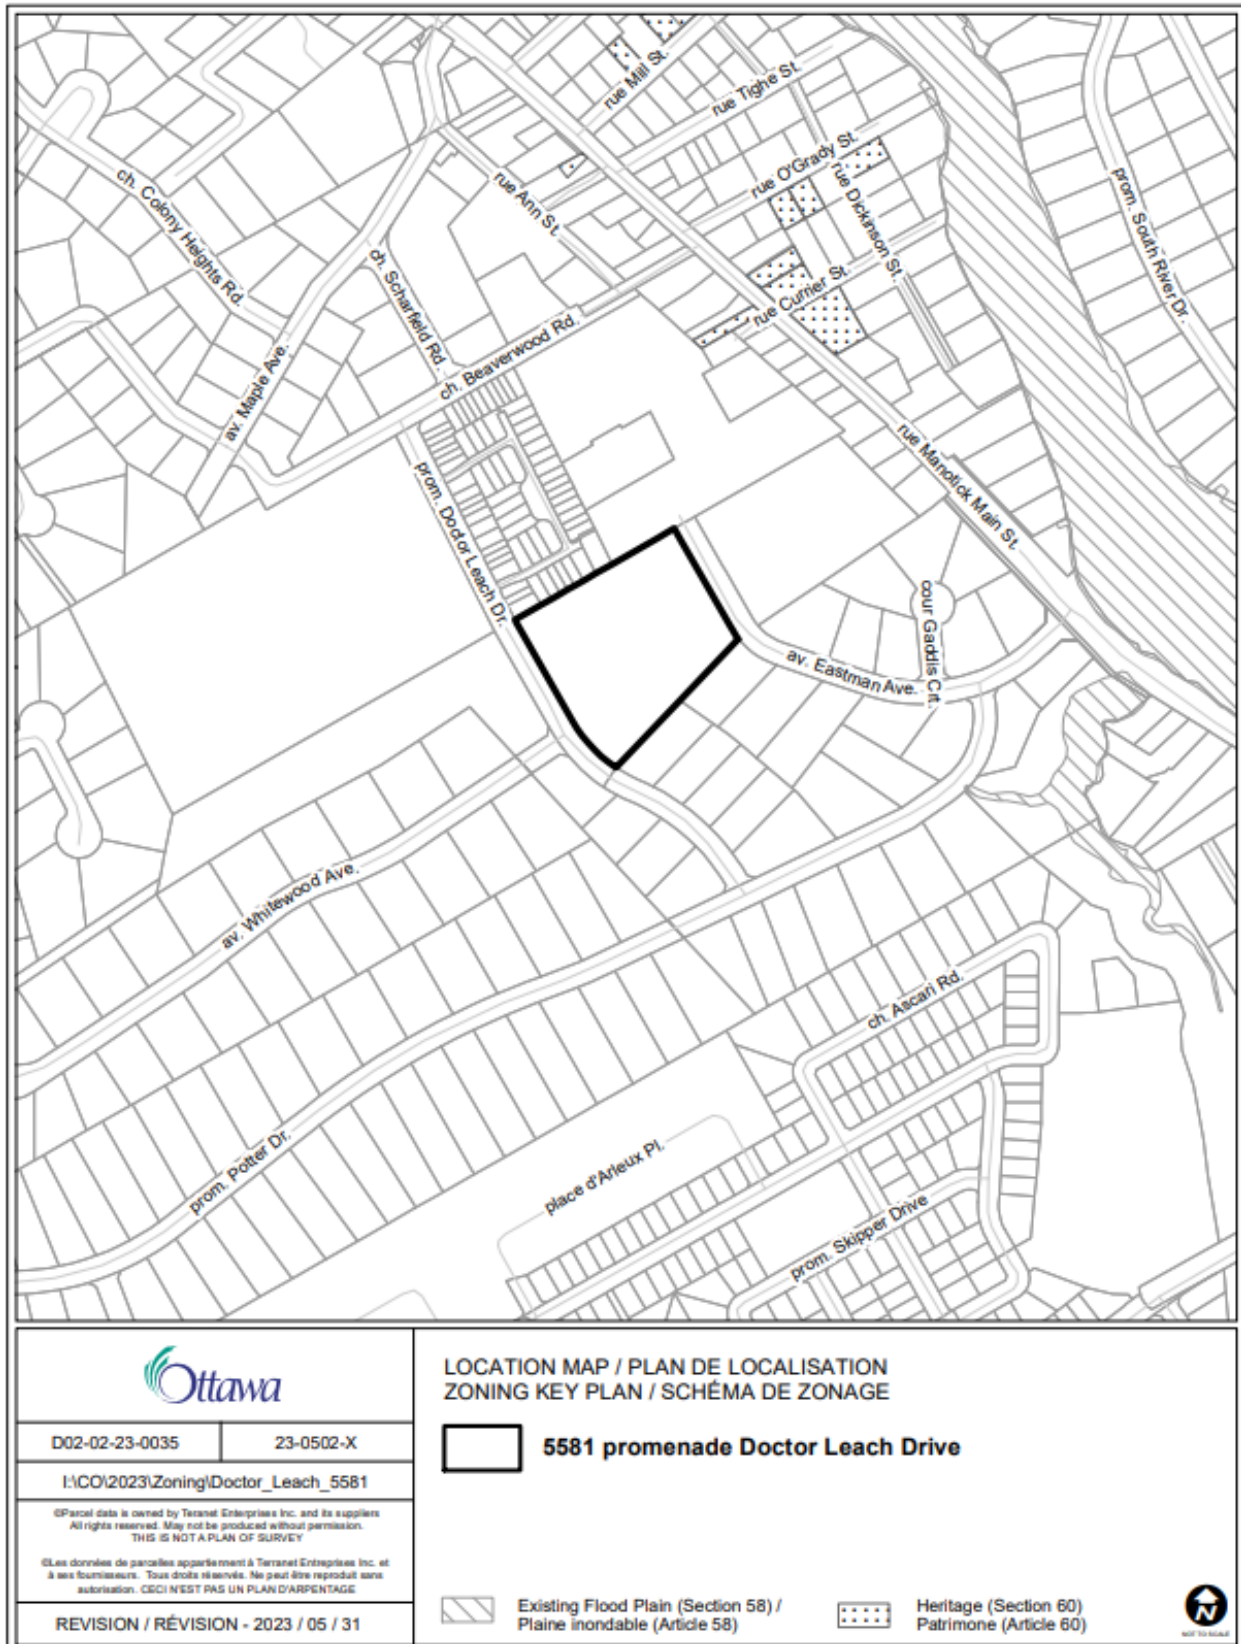 rue Mill St.
rue Tighe St.
rue O'Grady St.
rue Ann St.
rue Dickinson St.
prom. South River Dr.
ch. Colony Heights Rd.
ch. Scharfield Rd.
rue Currier St.
ch. Beaverwood Rd.
av. Maple Ave.
rue Manotick Main St.
prom. Doctor Leach Dr.
cour Gaddis Crt.
av. Eastman Ave.
av. Whitewood Ave.
ch. Ascari Rd.
prom. Potter Dr.
place d'Arleux Pl.
prom. Skipper Drive
Ottawa
D02-02-23-0035
23-0502-X
I:\CO\2023\Zoning\Doctor_Leach_5581
©Parcel data is owned by Teranet Enterprises Inc. and its suppliers
All rights reserved. May not be produced without permission.
THIS IS NOT A PLAN OF SURVEY
©Les données de parcelles appartiennent à Terranet Entreprises Inc. et
à ses fournisseurs. Tous droits réservés. Ne peut être reproduit sans
autorisation. CECI N'EST PAS UN PLAN D'ARPENTAGE
REVISION / RÉVISION - 2023 / 05 / 31
LOCATION MAP / PLAN DE LOCALISATION
ZONING KEY PLAN / SCHÉMA DE ZONAGE
5581 promenade Doctor Leach Drive
Existing Flood Plain (Section 58) /
Plaine inondable (Article 58)
Heritage (Section 60)
Patrimone (Article 60)
N
NOT TO SCALE